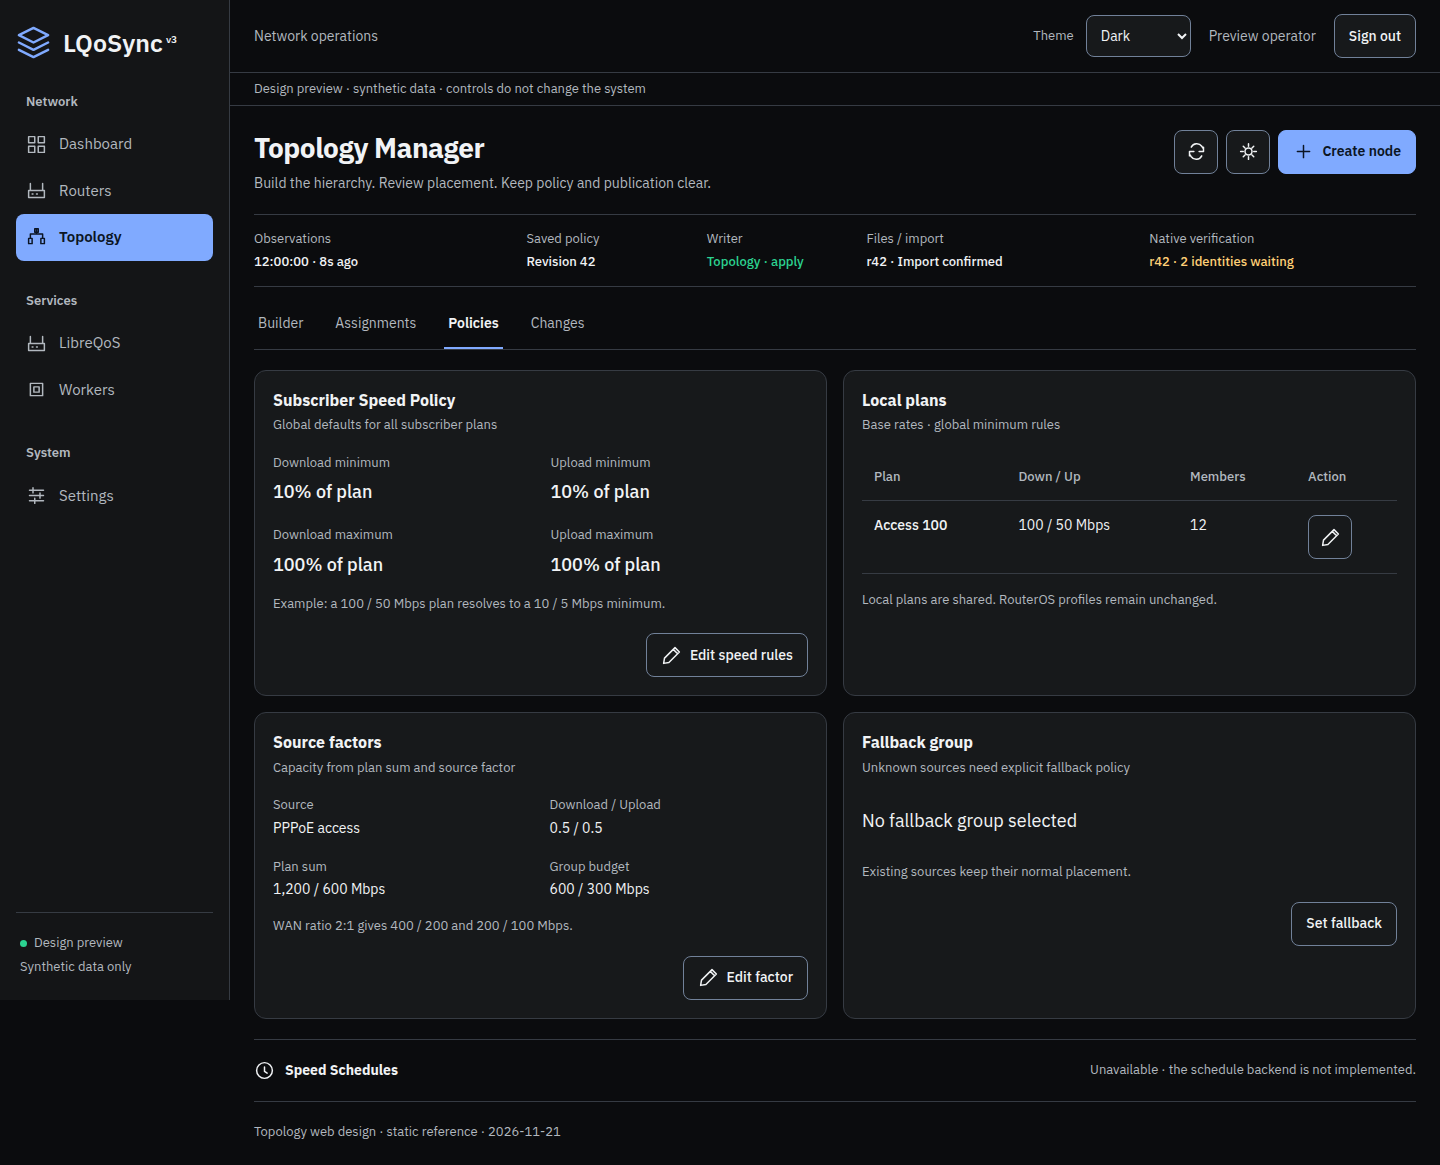 LQoSync v3
Network
Dashboard
Routers
Topology
Services
LibreQoS
Workers
System
Settings
Design preview
Synthetic data only
Network operations
Theme
Dark
Preview operator
Sign out
Design preview · synthetic data · controls do not change the system
Topology Manager
Build the hierarchy. Review placement. Keep policy and publication clear.
Create node
Observations
12:00:00 · 8s ago
Saved policy
Revision 42
Writer
Topology · apply
Files / import
r42 · Import confirmed
Native verification
r42 · 2 identities waiting
Builder
Assignments
Policies
Changes
Subscriber Speed Policy
Global defaults for all subscriber plans
Download minimum
10% of plan
Upload minimum
10% of plan
Download maximum
100% of plan
Upload maximum
100% of plan
Example: a 100 / 50 Mbps plan resolves to a 10 / 5 Mbps minimum.
Edit speed rules
Local plans
Base rates · global minimum rules
Plan Down / Up Members Action
Access 100 100 / 50 Mbps 12
Local plans are shared. RouterOS profiles remain unchanged.
Source factors
Capacity from plan sum and source factor
Source
PPPoE access
Download / Upload
0.5 / 0.5
Plan sum
1,200 / 600 Mbps
Group budget
600 / 300 Mbps
WAN ratio 2:1 gives 400 / 200 and 200 / 100 Mbps.
Edit factor
Fallback group
Unknown sources need explicit fallback policy
No fallback group selected
Existing sources keep their normal placement.
Set fallback
Speed Schedules
Unavailable · the schedule backend is not implemented.
Topology web design · static reference · 2026-11-21